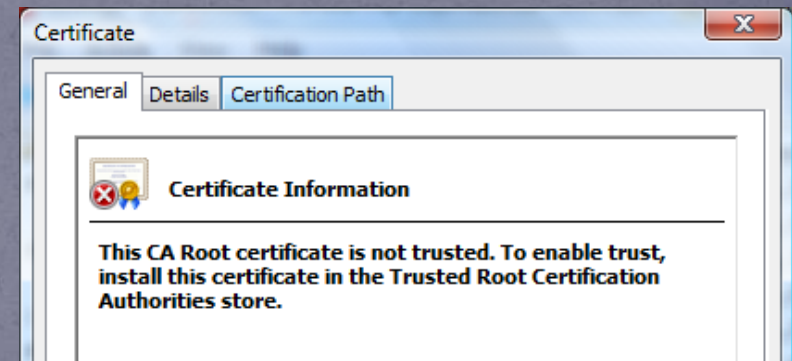 Certificate
General Details Certification Path
Certificate Information
This CA Root certificate is not trusted. To enable trust,
install this certificate in the Trusted Root Certification
Authorities store.